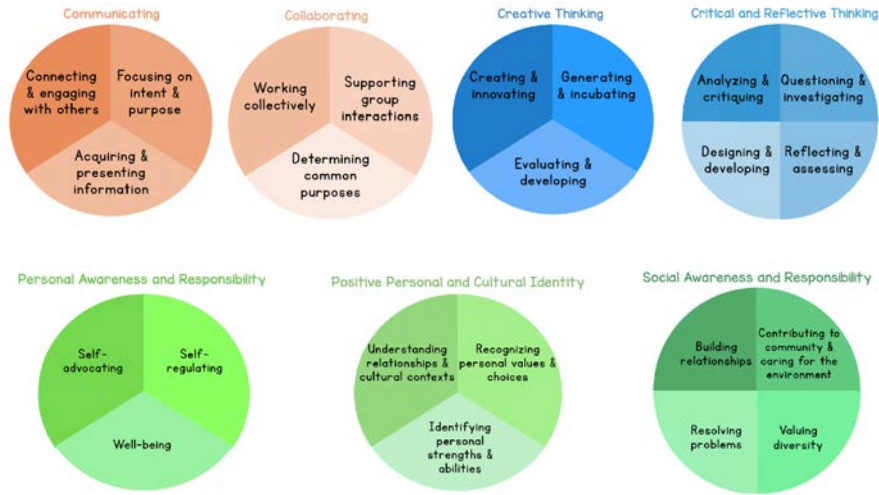 Communicating
Connecting
& engaging
with others
Focusing on
intent &
purpose
Acquiring &
presenting
information
Collaborating
Working
collectively
Supporting
group
interactions
Determining
common
purposes
Creative Thinking
Creating &
innovating
Generating
& incubating
Evaluating &
developing
Critical and Reflective Thinking
Analyzing &
critiquing
Questioning &
investigating
Designing &
developing
Reflecting &
assessing
Personal Awareness and Responsibility
Self-
advocating
Self-
regulating
Well-being
Positive Personal and Cultural Identity
Understanding
relationships &
cultural contexts
Recognizing
personal values &
choices
Identifying
personal
strengths &
abilities
Social Awareness and Responsibility
Building
relationships
Contributing to
community &
caring for the
environment
Resolving
problems
Valuing
diversity